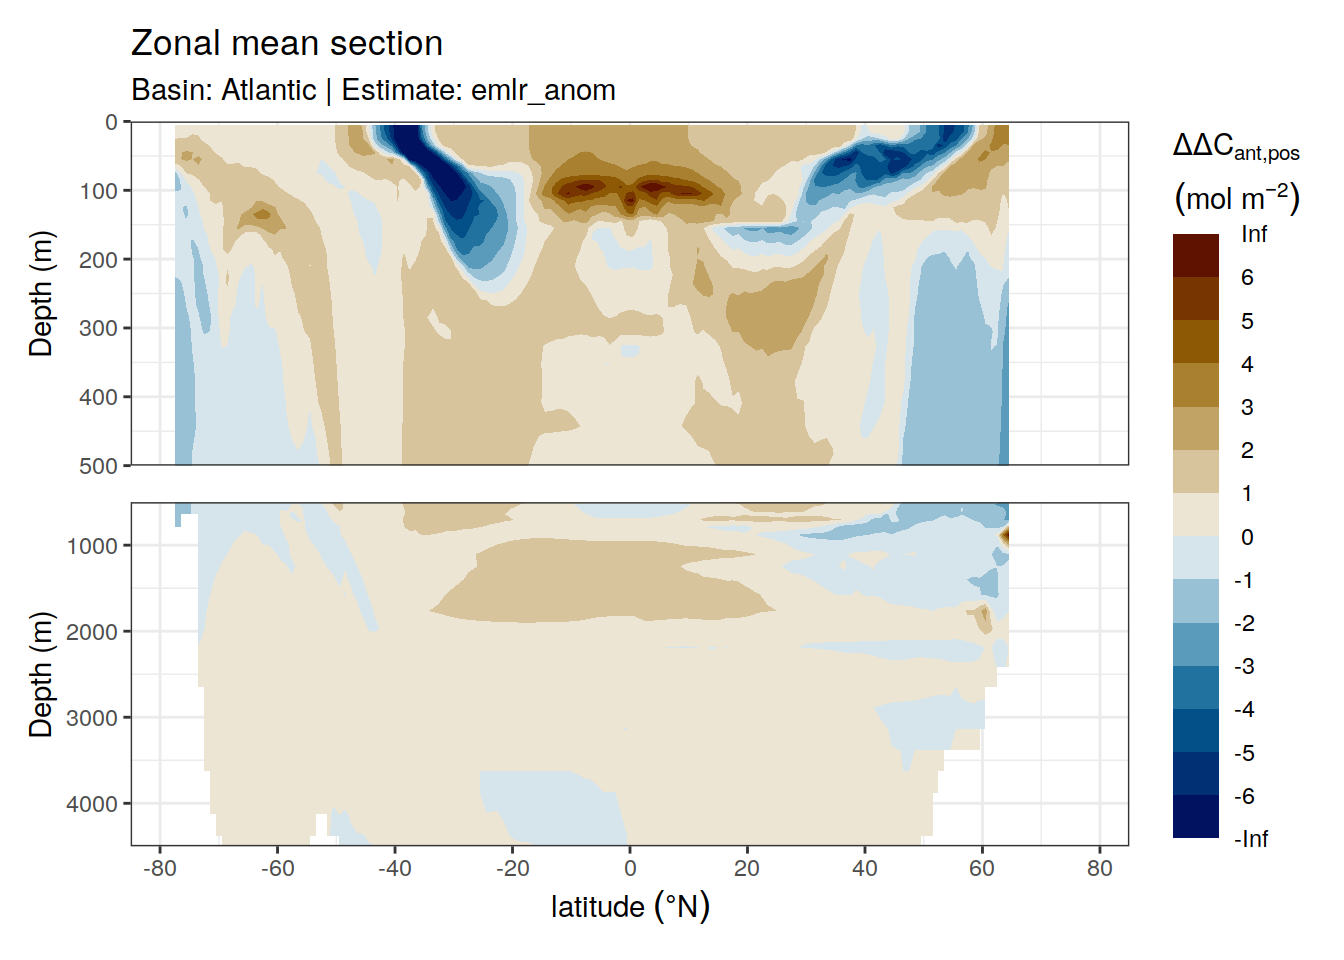 Zonal mean section
Basin: Atlantic | Estimate: emlr_anom
0
100
200
300
400
500
Depth (m)
1000
2000
3000
4000
Depth (m)
-80 -60 -40 -20 0 20 40 60 80
latitude (°N)
ΔΔCant,pos
(mol m−2)
Inf
6
5
4
3
2
1
0
-1
-2
-3
-4
-5
-6
-Inf